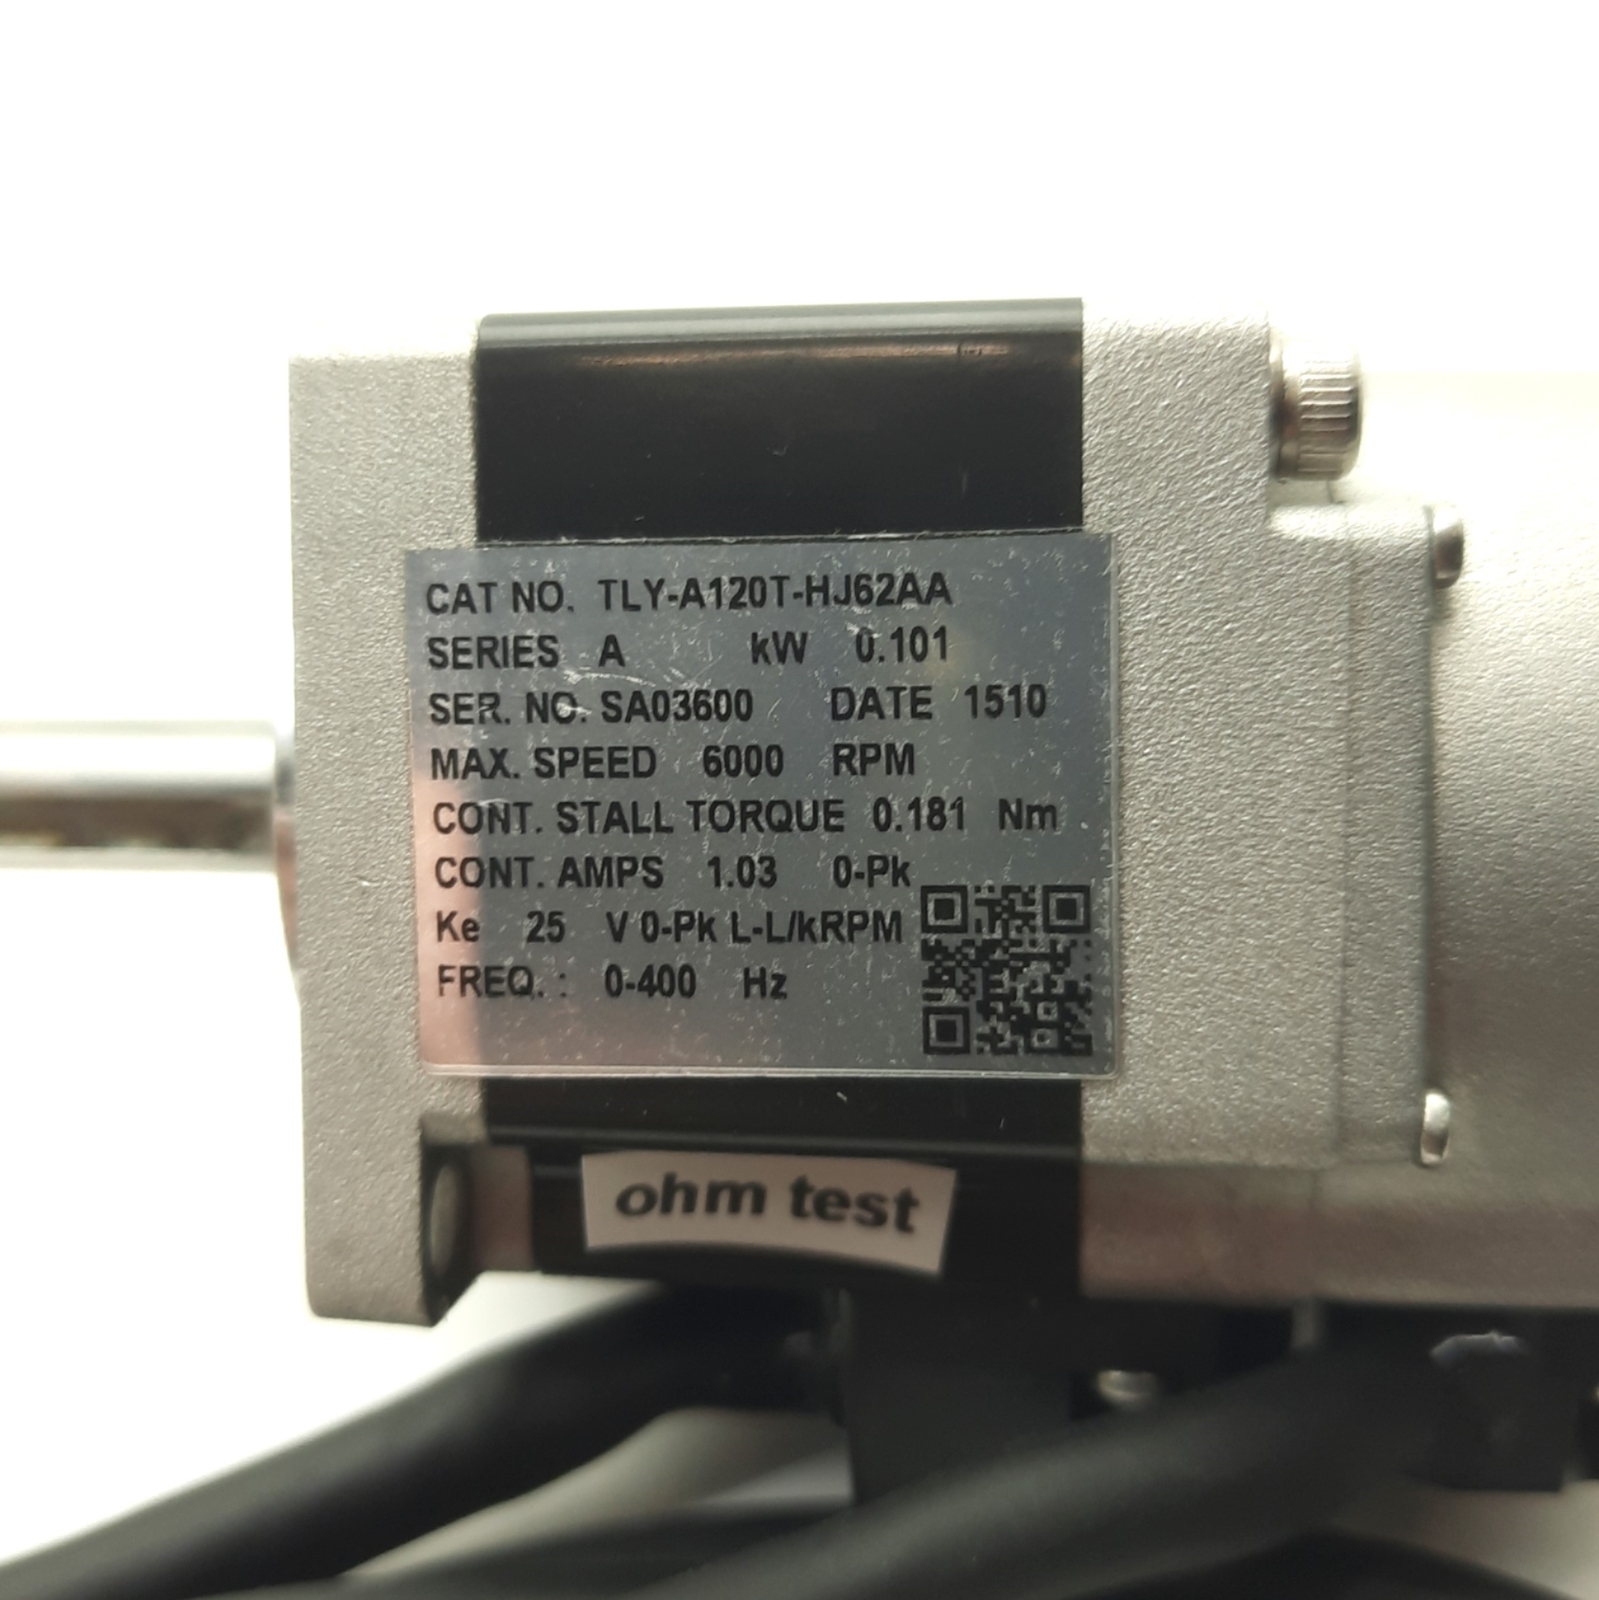 CAT NO. TLY-A120T-HJ62AA
SERIES A kW 0.101
SER. NO. SA03600 DATE 1510
MAX. SPEED 6000 RPM
CONT. STALL TORQUE 0.181 Nm
CONT. AMPS 1.03 0-Pk
Ke 25 V 0-Pk L-L/kRPM
FREQ. : 0-400 Hz
ohm test